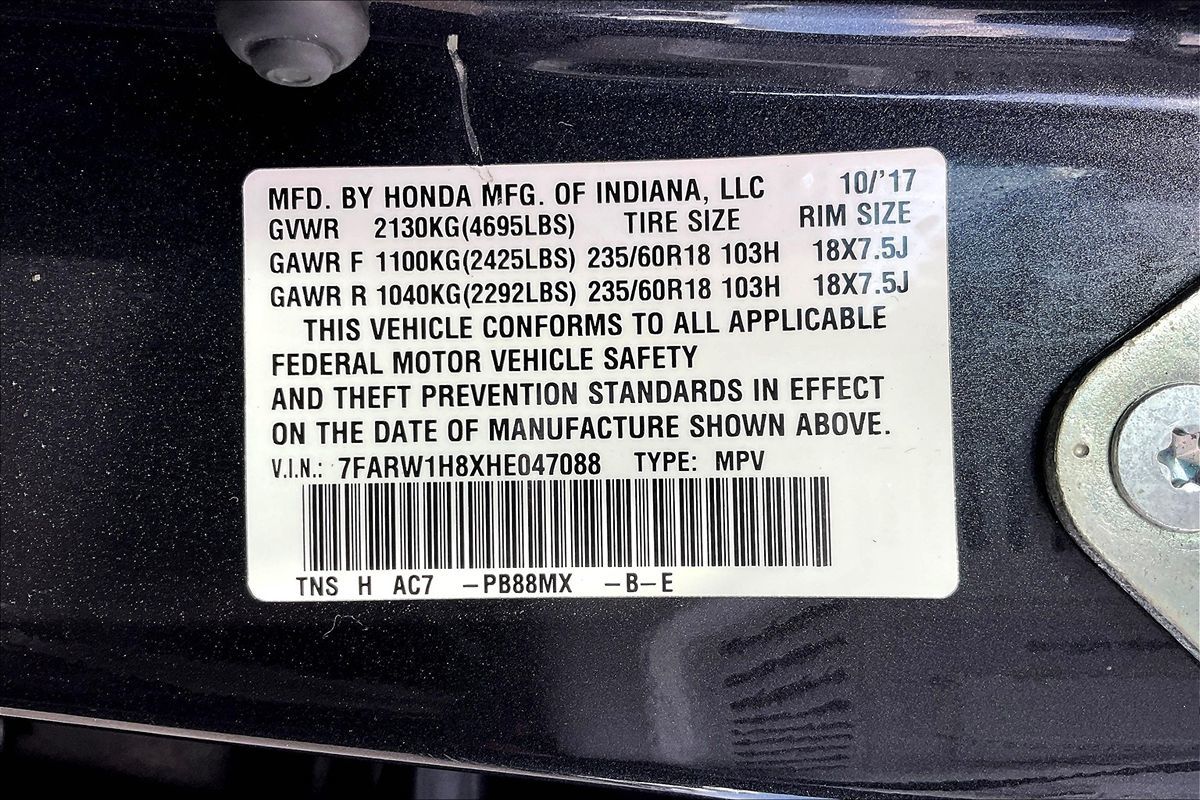 MFD. BY HONDA MFG. OF INDIANA, LLC 10/'17
GVWR 2130KG(4695LBS) TIRE SIZE RIM SIZE
GAWR F 1100KG(2425LBS) 235/60R18 103H 18X7.5J
GAWR R 1040KG(2292LBS) 235/60R18 103H 18X7.5J
THIS VEHICLE CONFORMS TO ALL APPLICABLE
FEDERAL MOTOR VEHICLE SAFETY
AND THEFT PREVENTION STANDARDS IN EFFECT
ON THE DATE OF MANUFACTURE SHOWN ABOVE.
V.I.N.: 7FARW1H8XHE047088 TYPE: MPV
TNS H AC7 -PB88MX -B-E